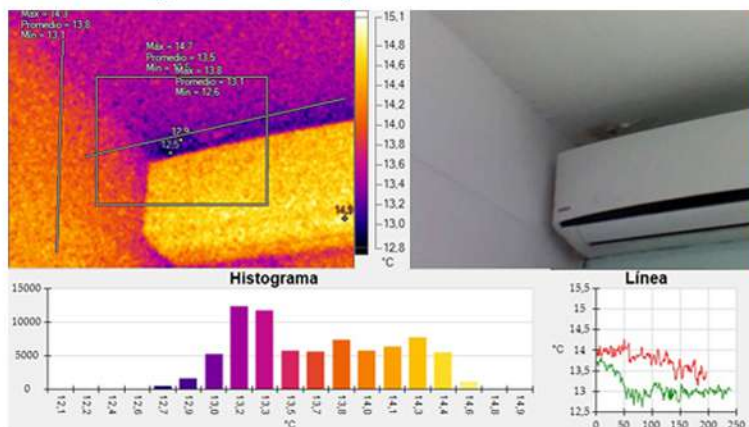 Máx = 14,3
Promedio = 13,8
Mín = 13,1
Máx = 14,7
Promedio = 13,5
Máx = 13,8
Promedio = 13,1
Mín = 12,6
12,9
12,5
14,9
15,1
14,8
14,6
14,4
14,2
14,0
13,8
13,6
13,4
13,2
13,0
12,8
°C
Histograma
15000
10000
5000
0
12,1 12,2 12,4 12,6 12,7 12,9 13,0 13,2 13,3 13,5 13,7 13,8 14,0 14,1 14,3 14,4 14,6 14,8 14,9
°C
Línea
15,5
15
14,5
14
13,5
13
12,5
°C
0 50 100 150 200 250